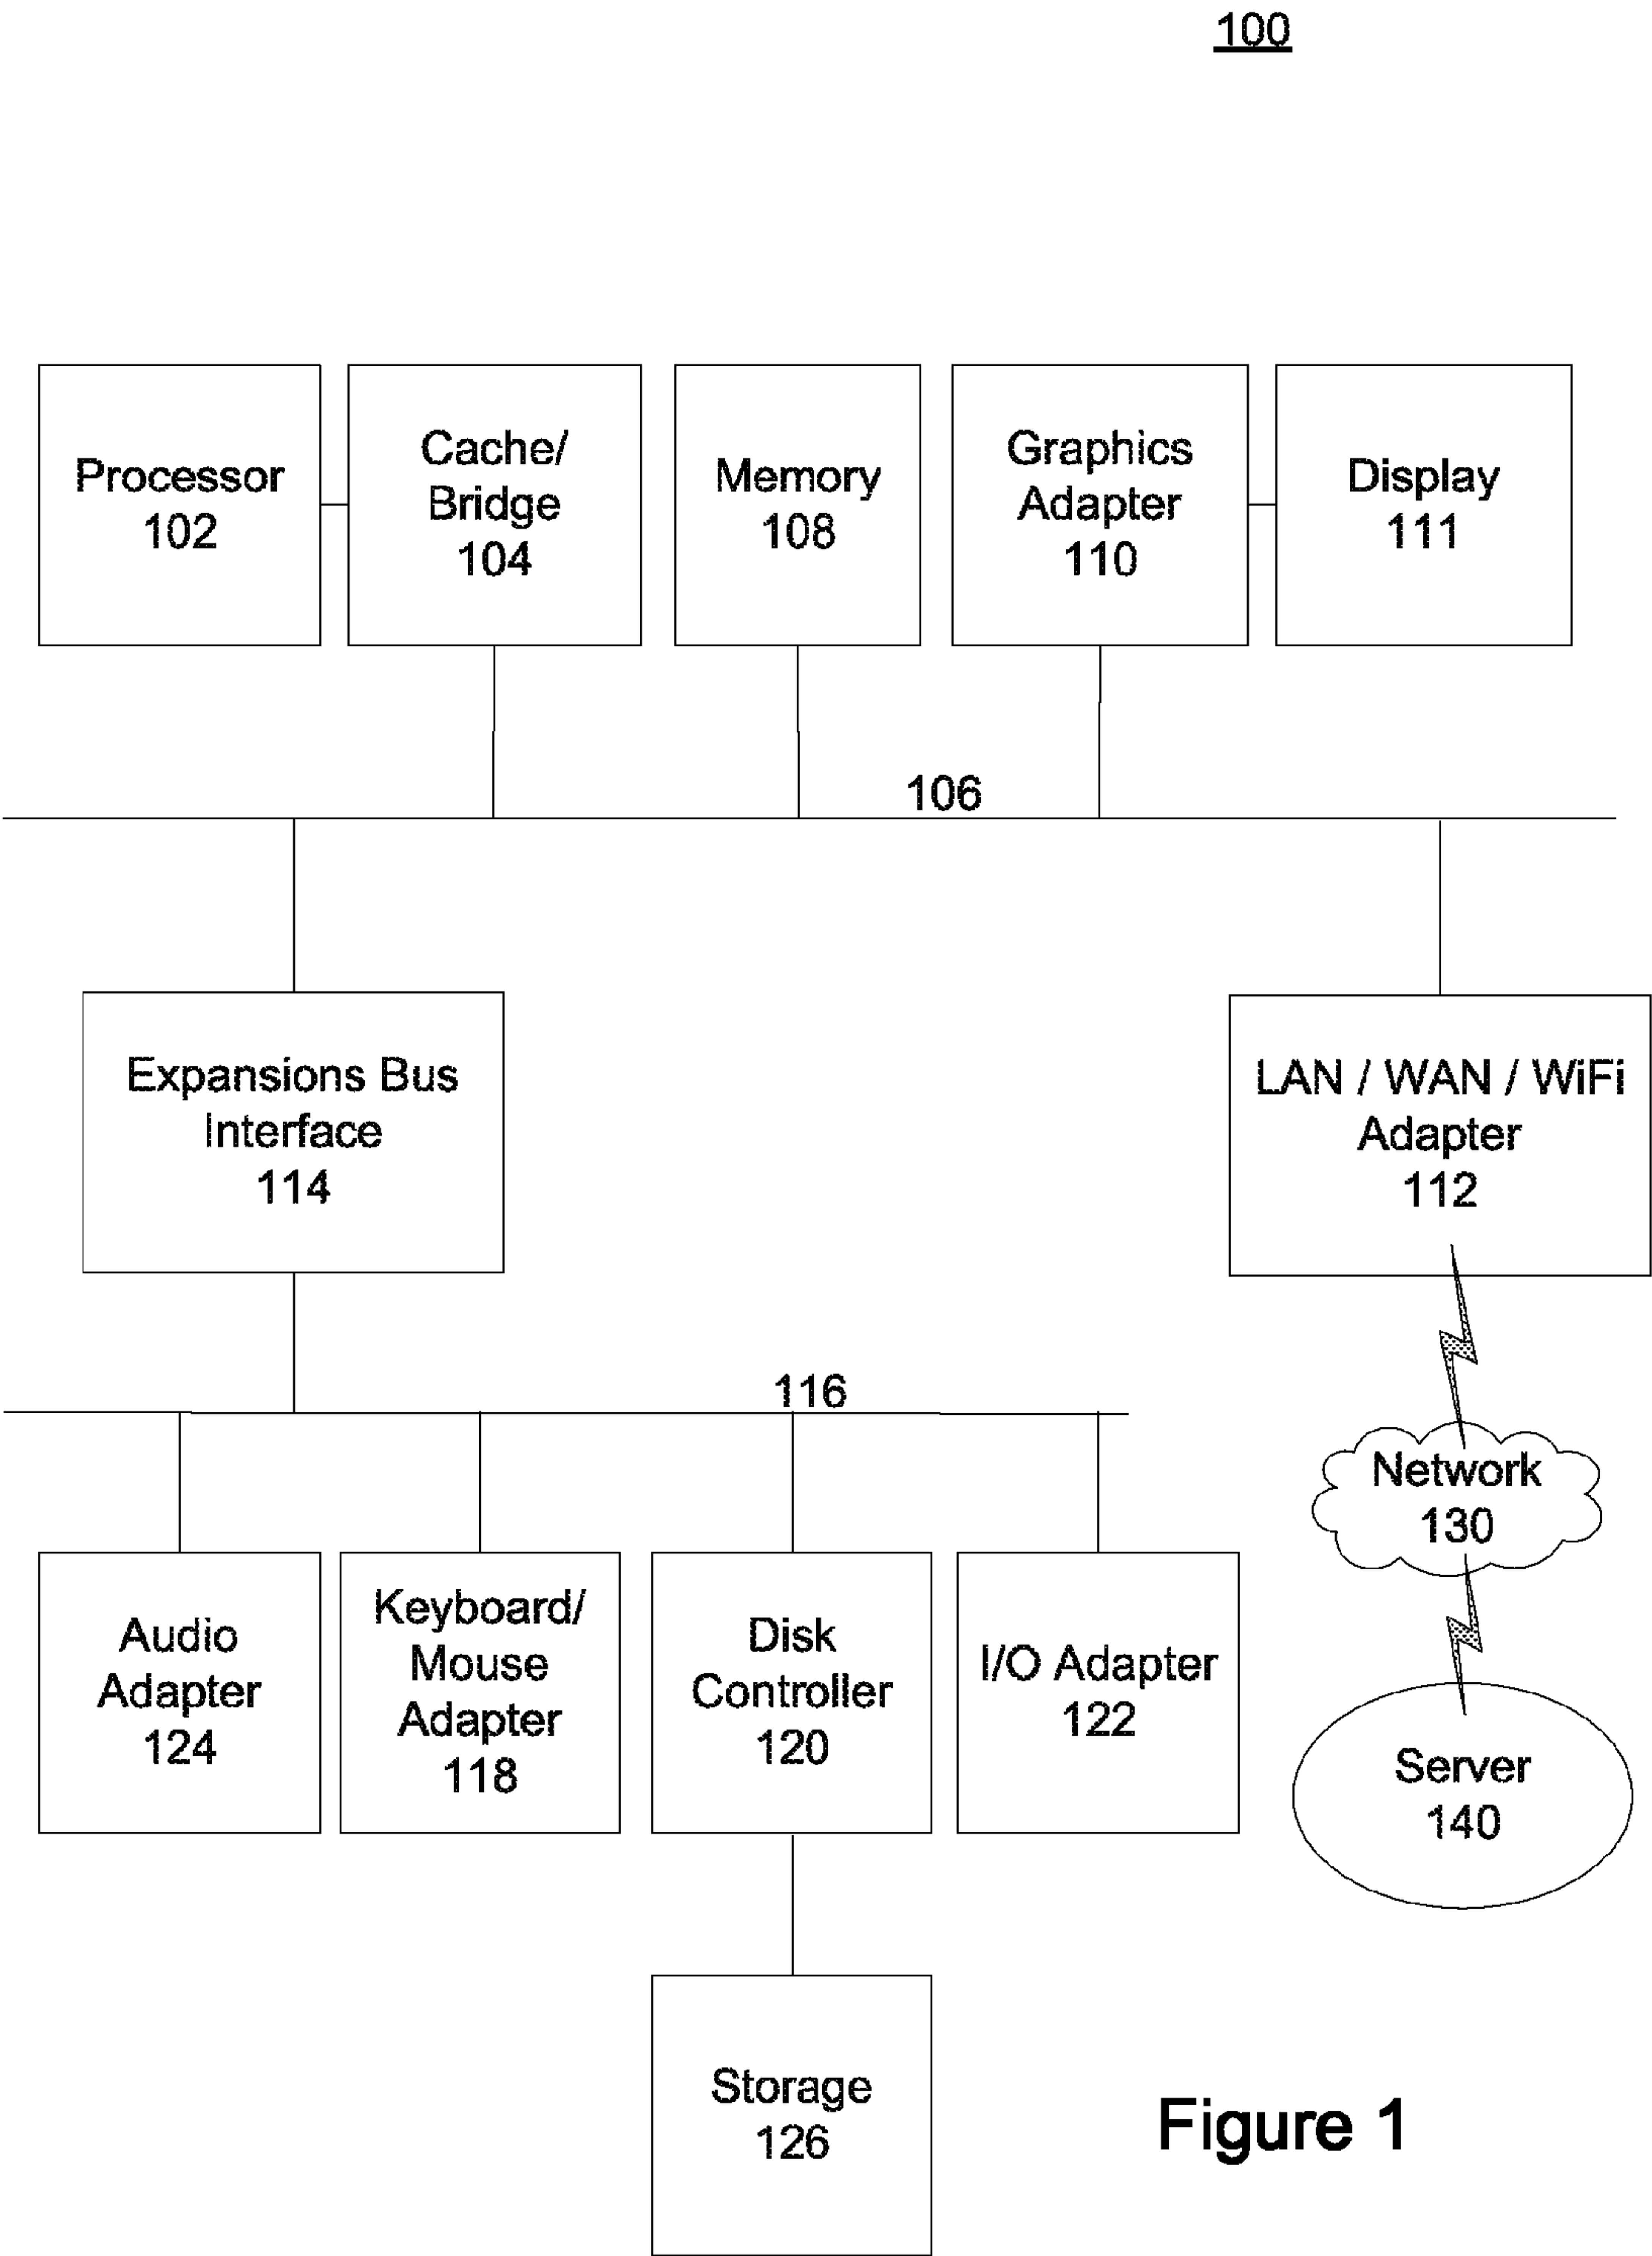 100
Processor
102
Cache/
Bridge
104
Memory
108
Graphics
Adapter
110
Display
111
106
Expansions Bus
Interface
114
LAN / WAN / WiFi
Adapter
112
116
Network
130
Audio
Adapter
124
Keyboard/
Mouse
Adapter
118
Disk
Controller
120
I/O Adapter
122
Server
140
Storage
126
Figure 1